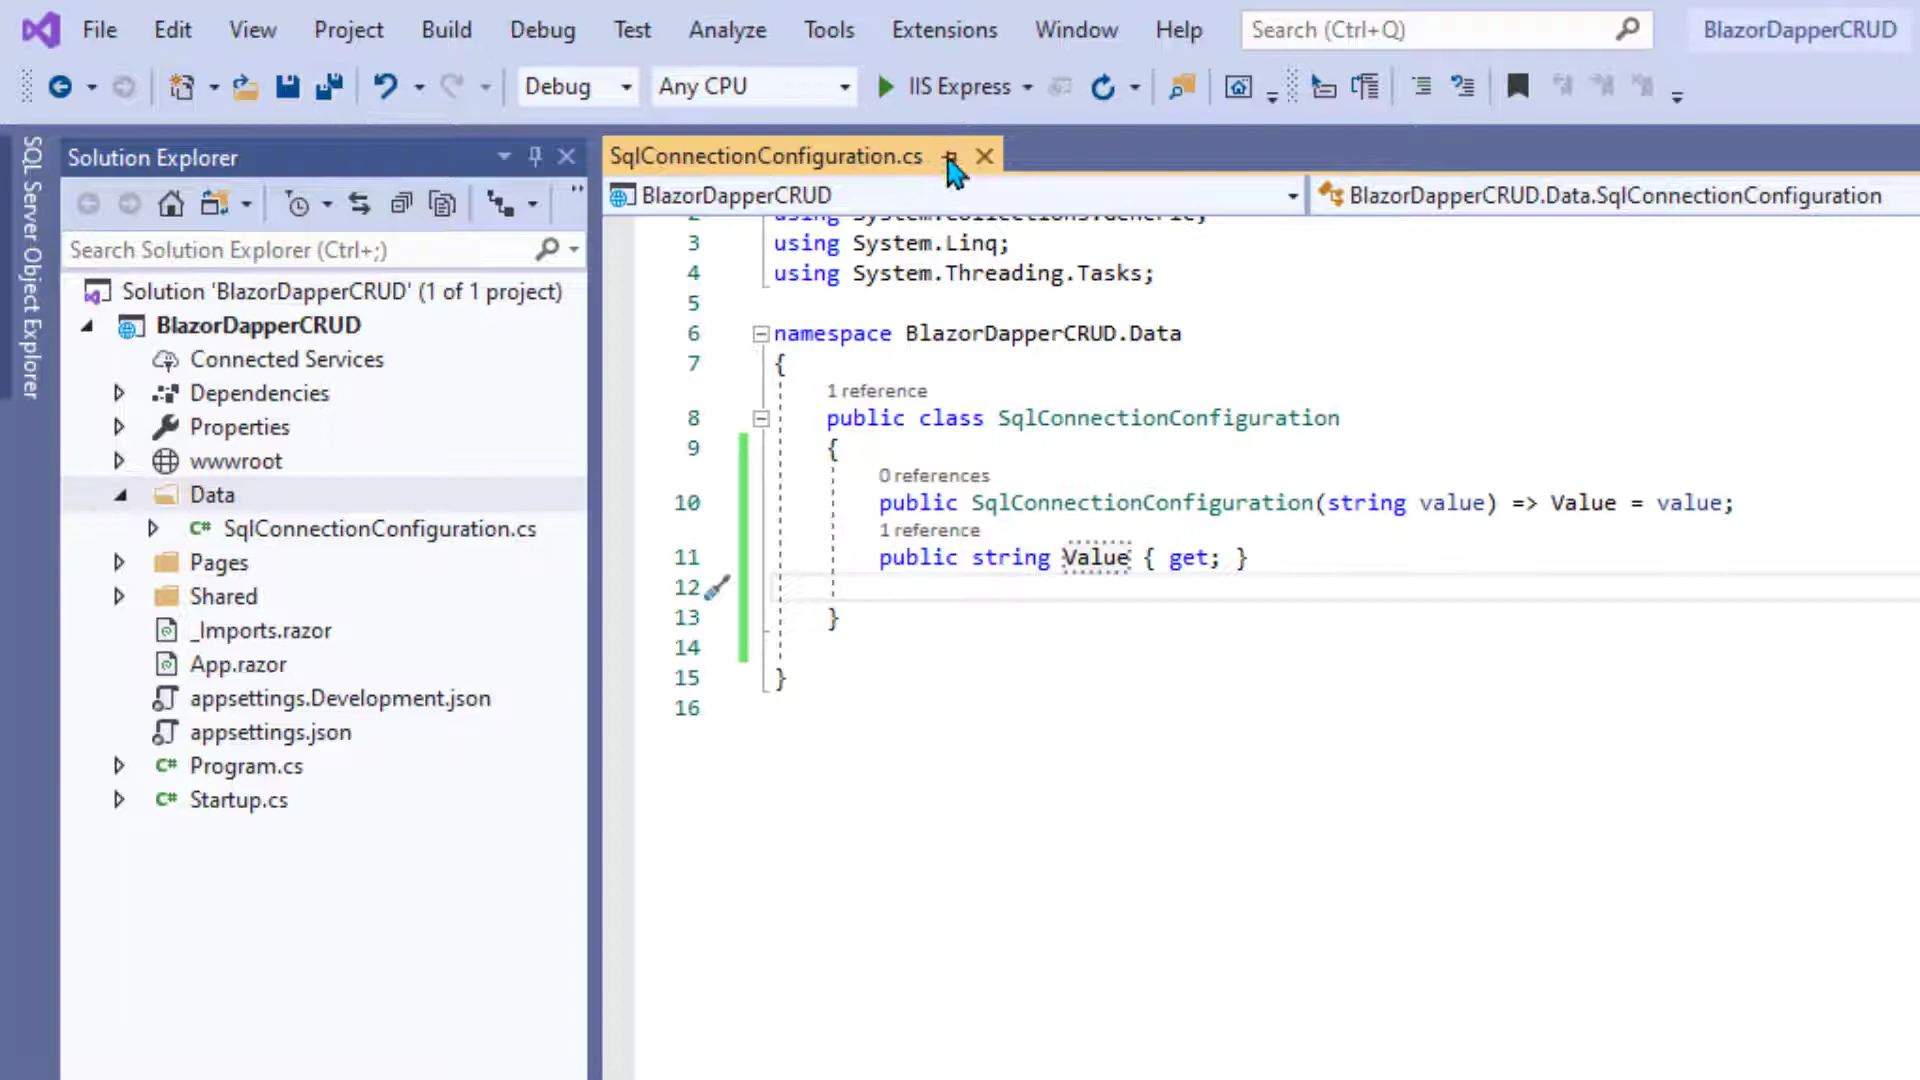 File Edit View Project Build Debug Test Analyze Tools Extensions Window Help Search (Ctrl+Q) BlazorDapperCRUD
Debug Any CPU IIS Express
SQL Server Object Explorer
Solution Explorer
Search Solution Explorer (Ctrl+;)
Solution 'BlazorDapperCRUD' (1 of 1 project)
BlazorDapperCRUD
Connected Services
Dependencies
Properties
wwwroot
Data
C# SqlConnectionConfiguration.cs
Pages
Shared
_Imports.razor
App.razor
appsettings.Development.json
appsettings.json
C# Program.cs
C# Startup.cs
SqlConnectionConfiguration.cs
BlazorDapperCRUD BlazorDapperCRUD.Data.SqlConnectionConfiguration
2 using System.Collections.Generic;
3 using System.Linq;
4 using System.Threading.Tasks;
5
6 namespace BlazorDapperCRUD.Data
7 {
1 reference
8 public class SqlConnectionConfiguration
9 {
0 references
10 public SqlConnectionConfiguration(string value) => Value = value;
1 reference
11 public string Value { get; }
12
13 }
14
15 }
16